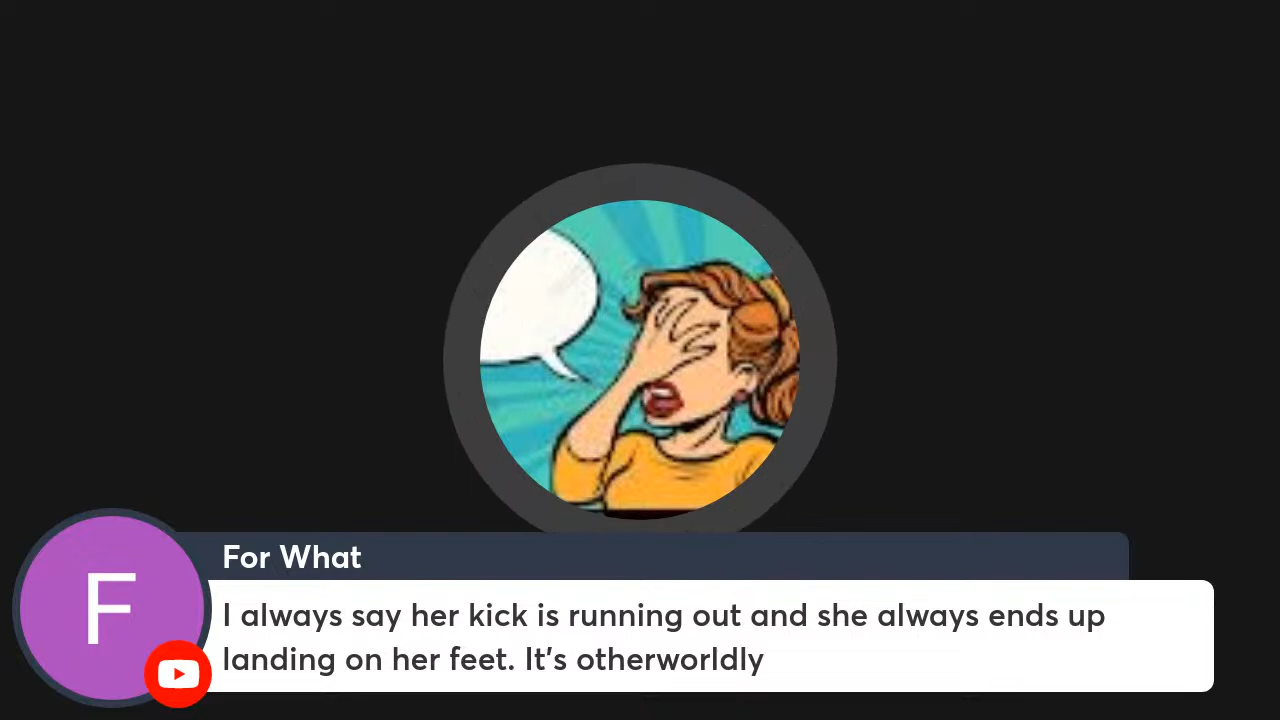 For What
F
I always say her kick is running out and she always ends up
landing on her feet. It's otherworldly